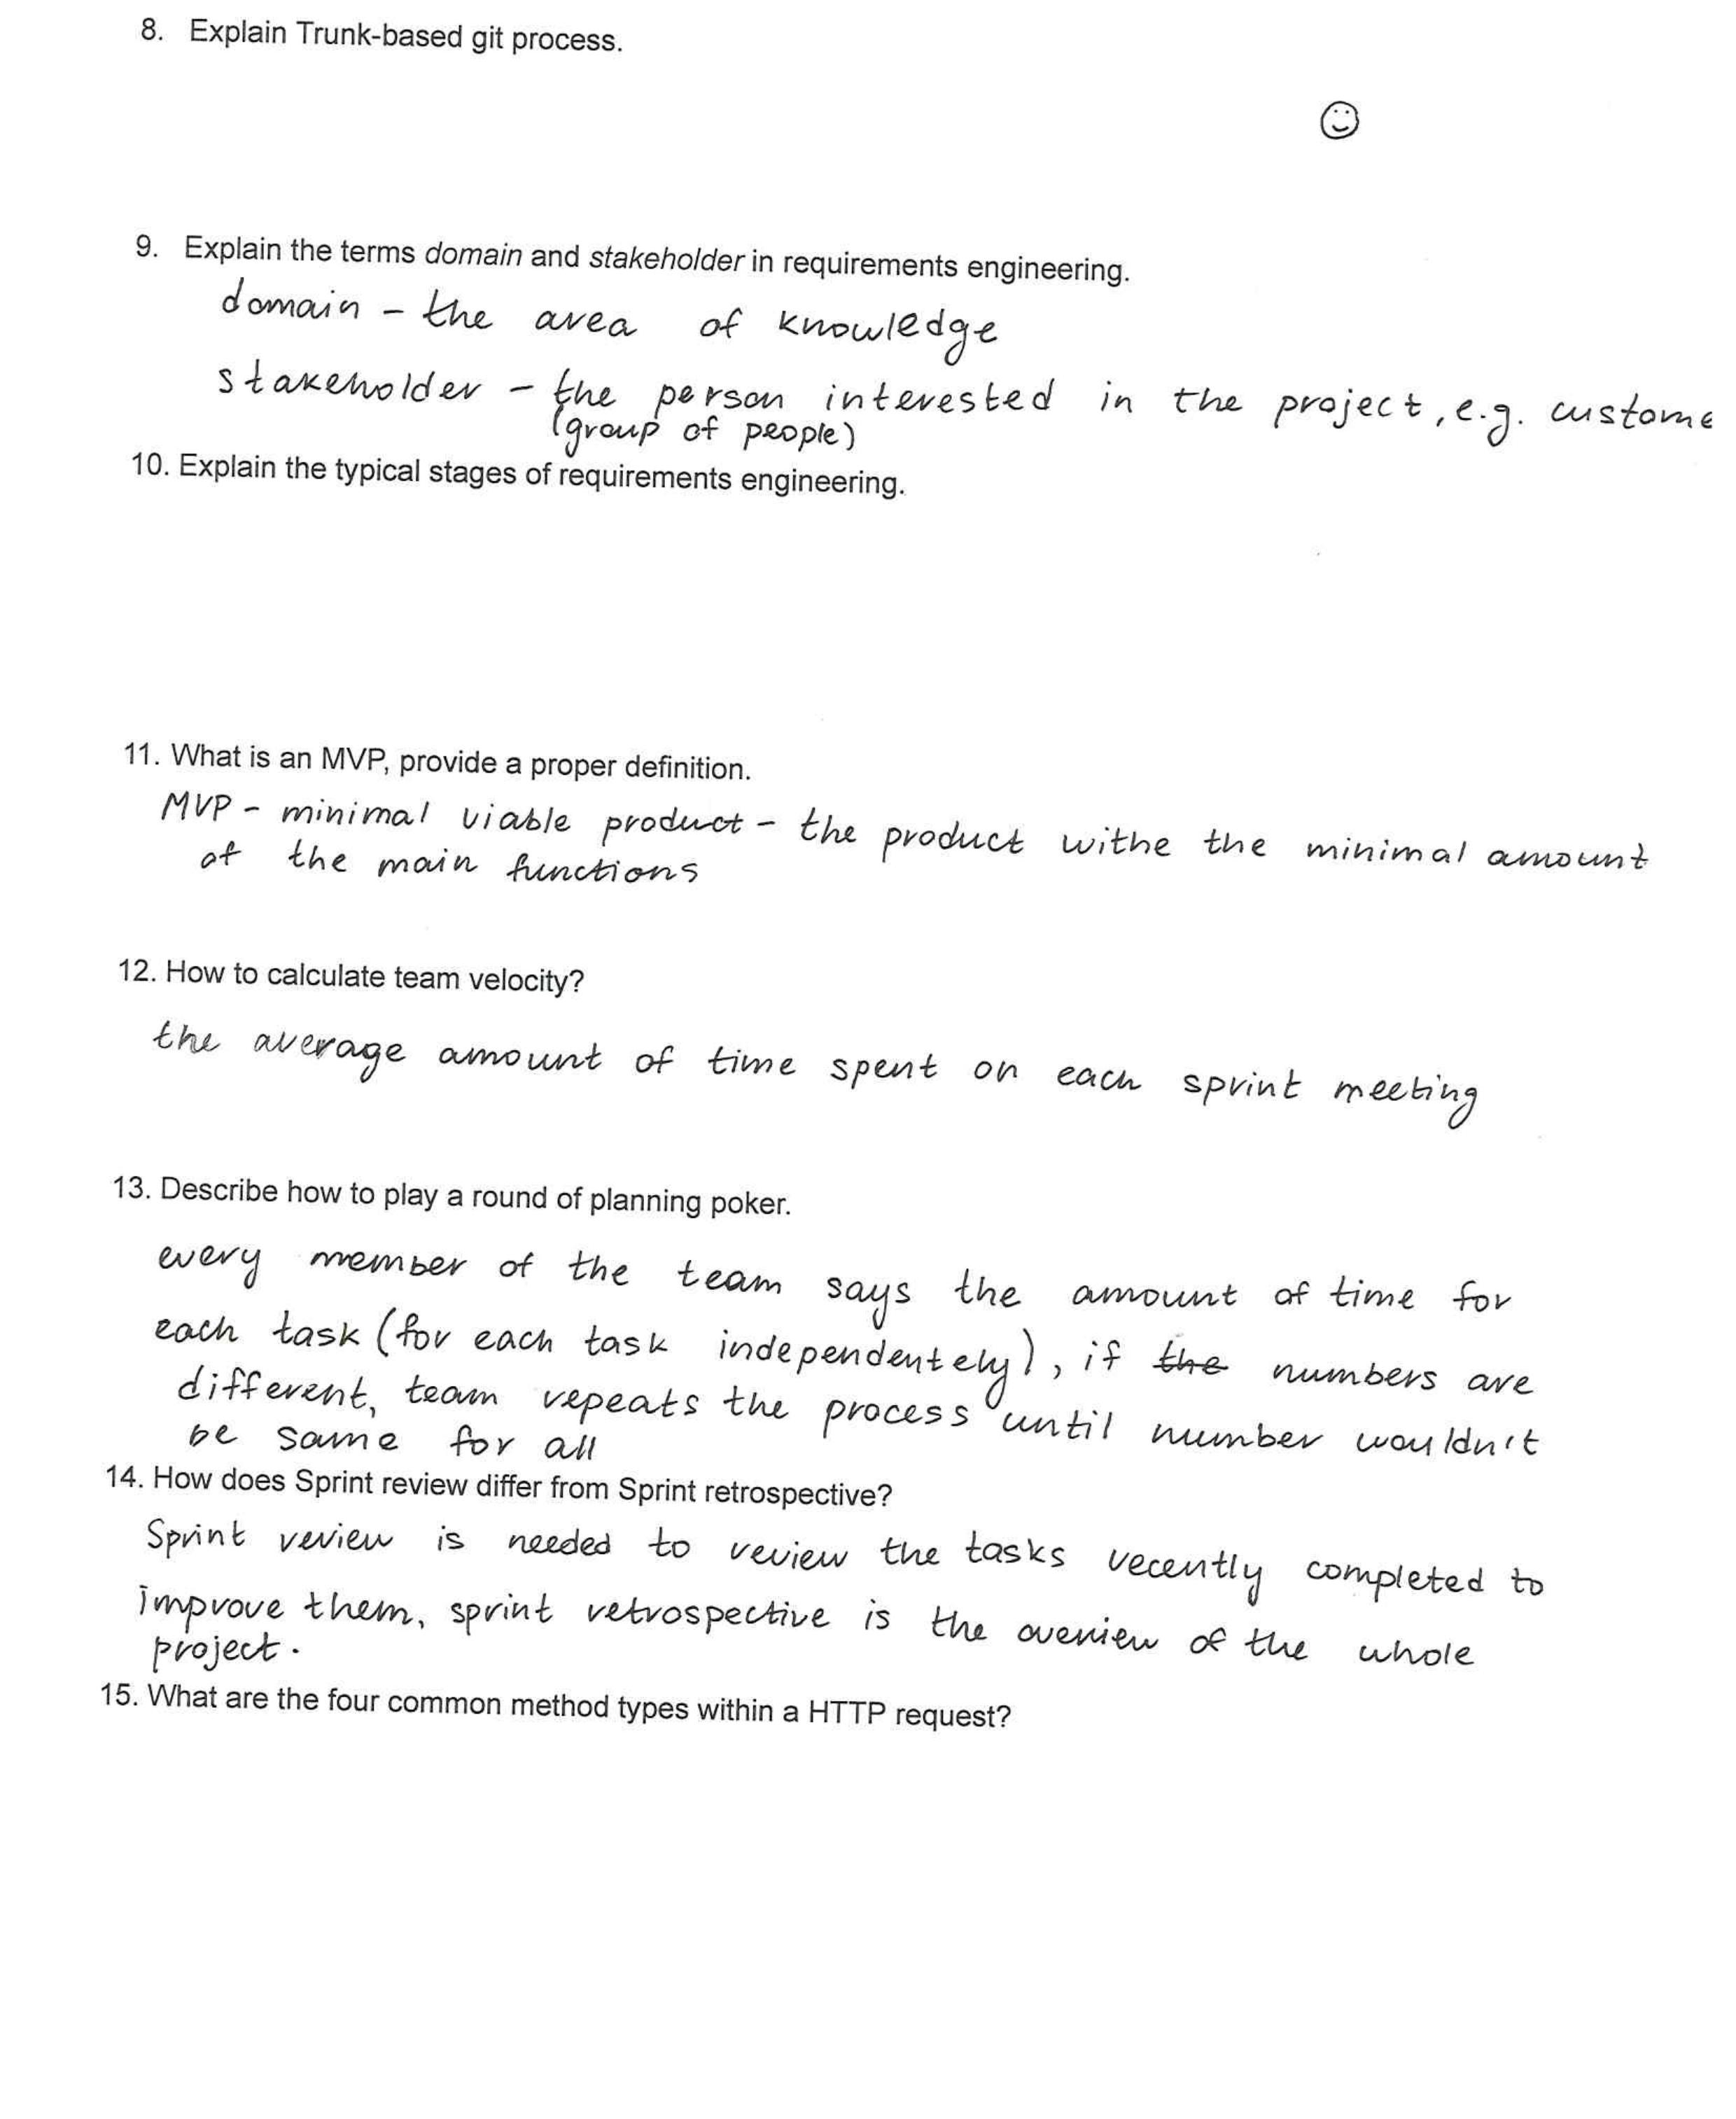 8. Explain Trunk-based git process.
9. Explain the terms domain and stakeholder in requirements engineering.
domain - the area of knowledge
stakeholder - the person interested in the project, e.g. custome
(group of people)
10. Explain the typical stages of requirements engineering.
11. What is an MVP, provide a proper definition.
MVP - minimal viable product - the product withe the minimal amount
of the main functions
12. How to calculate team velocity?
the average amount of time spent on each sprint meeting
13. Describe how to play a round of planning poker.
every member of the team says the amount of time for
each task (for each task independentely), if the numbers are
different, team repeats the process until number wouldn't
be same for all
14. How does Sprint review differ from Sprint retrospective?
Sprint review is needed to review the tasks recently completed to
improve them, sprint retrospective is the overview of the whole
project.
15. What are the four common method types within a HTTP request?